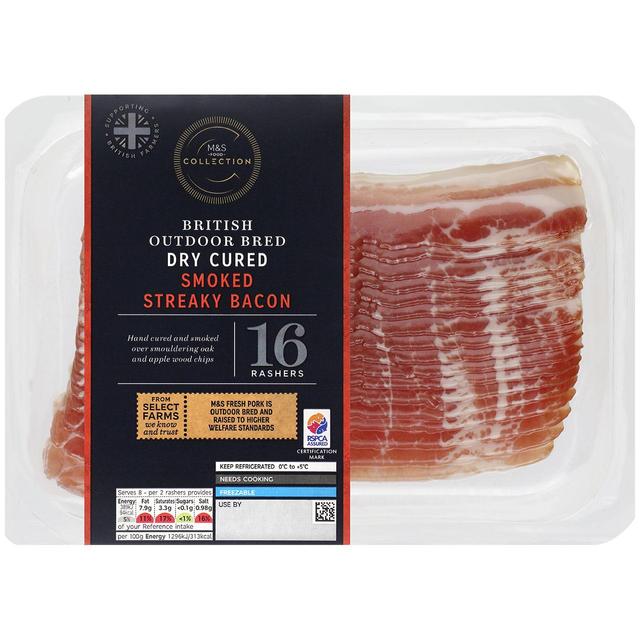 SUPPORTING
BRITISH FARMERS
M&S
FOOD
COLLECTION
BRITISH
OUTDOOR BRED
DRY CURED
SMOKED
STREAKY BACON
Hand cured and smoked
over smouldering oak
and apple wood chips
16
RASHERS
FROM
SELECT
FARMS
we know
and trust
M&S FRESH PORK IS
OUTDOOR BRED AND
RAISED TO HIGHER
WELFARE STANDARDS
RSPCA
ASSURED
CERTIFICATION
MARK
KEEP REFRIGERATED 0°C to +5°C
NEEDS COOKING
FREEZABLE
USE BY
Serves 8 - per 2 rashers provides
Energy Fat Saturates Sugars Salt
389kJ 94kcal 7.9g 3.3g <0.1g 0.98g
5% 11% 17% <1% 16%
of your Reference intake
per 100g Energy 1296kJ/313kcal